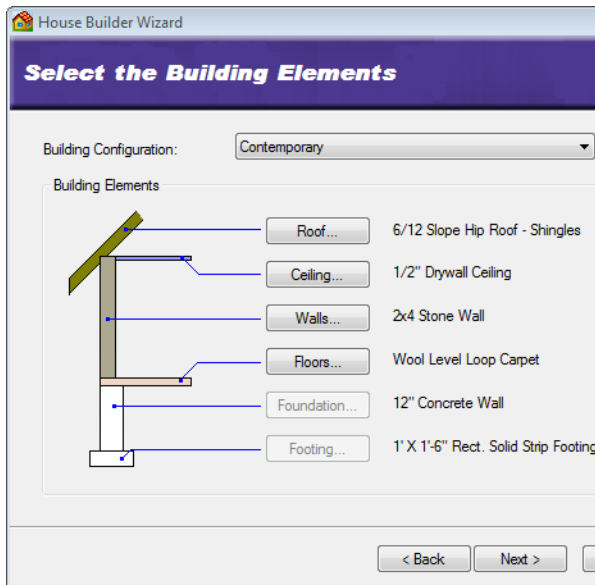 House Builder Wizard
Select the Building Elements
Building Configuration: Contemporary
Building Elements
Roof... 6/12 Slope Hip Roof - Shingles
Ceiling... 1/2" Drywall Ceiling
Walls... 2x4 Stone Wall
Floors... Wool Level Loop Carpet
Foundation... 12" Concrete Wall
Footing... 1' X 1'-6" Rect. Solid Strip Footing
< Back Next >